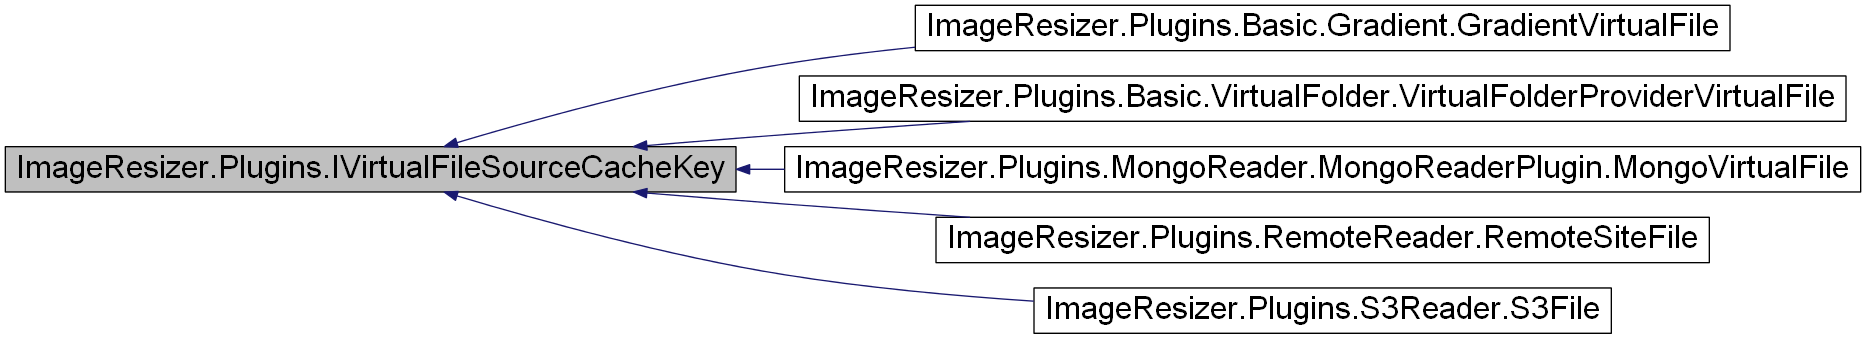 ImageResizer.Plugins.Basic.Gradient.GradientVirtualFile
ImageResizer.Plugins.Basic.VirtualFolder.VirtualFolderProviderVirtualFile
ImageResizer.Plugins.IVirtualFileSourceCacheKey
ImageResizer.Plugins.MongoReader.MongoReaderPlugin.MongoVirtualFile
ImageResizer.Plugins.RemoteReader.RemoteSiteFile
ImageResizer.Plugins.S3Reader.S3File